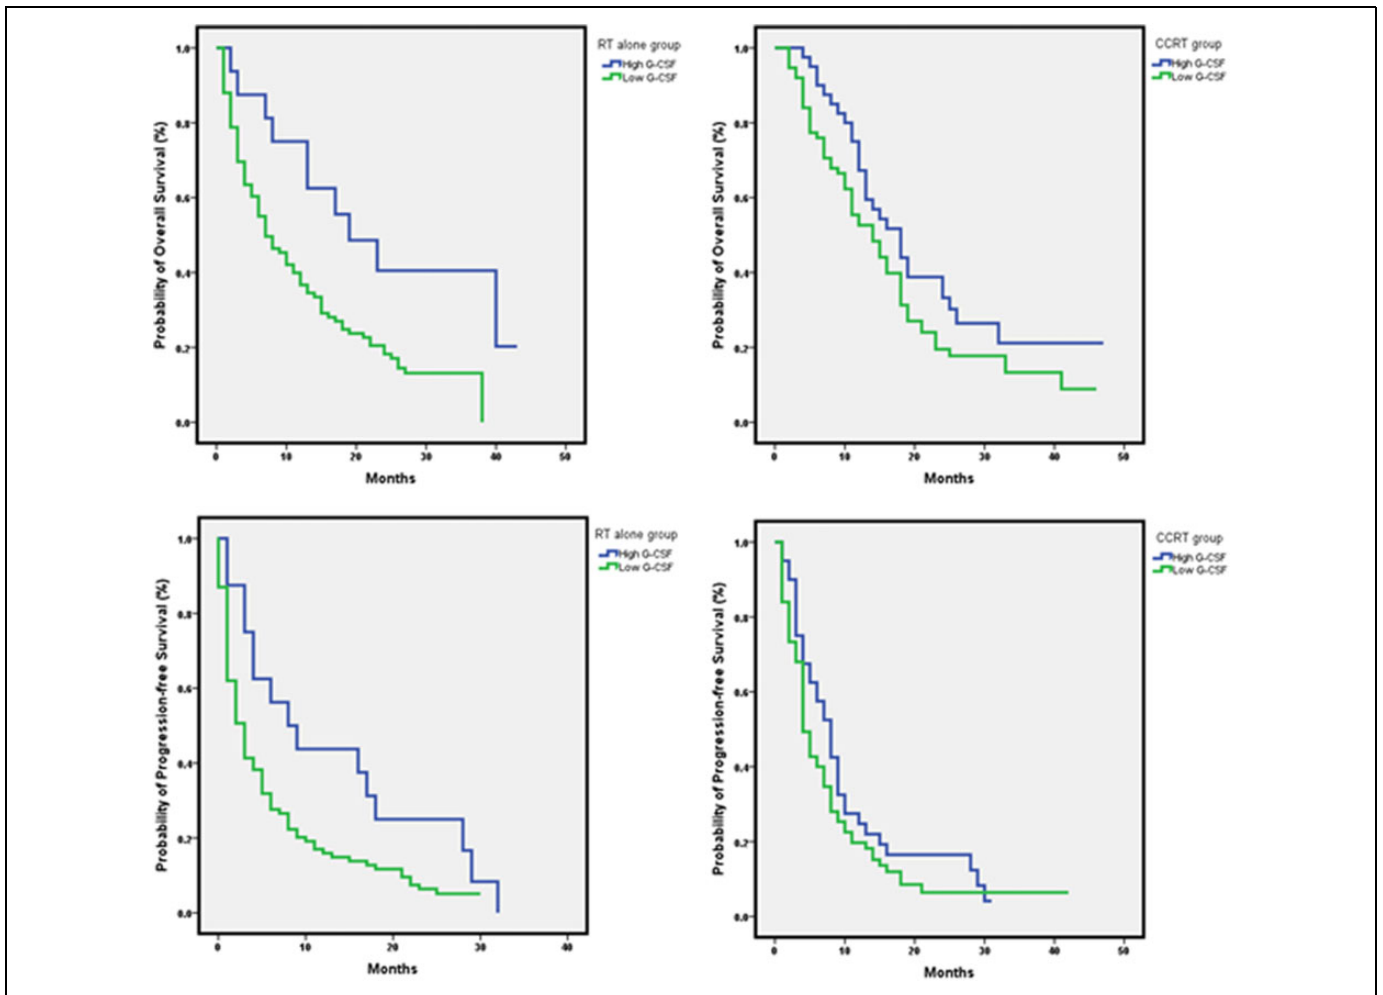 RT alone group
High G-CSF
Low G-CSF
1.0
0.8
0.6
0.4
0.2
0.0
Probability of Overall Survival (%)
0 10 20 30 40 50
Months
CCRT group
High G-CSF
Low G-CSF
1.0
0.8
0.6
0.4
0.2
0.0
Probability of Overall Survival (%)
0 10 20 30 40 50
Months
RT alone group
High G-CSF
Low G-CSF
1.0
0.8
0.6
0.4
0.2
0.0
Probability of Progression-free Survival (%)
0 10 20 30 40
Months
CCRT group
High G-CSF
Low G-CSF
1.0
0.8
0.6
0.4
0.2
0.0
Probability of Progression-free Survival (%)
0 10 20 30 40 50
Months